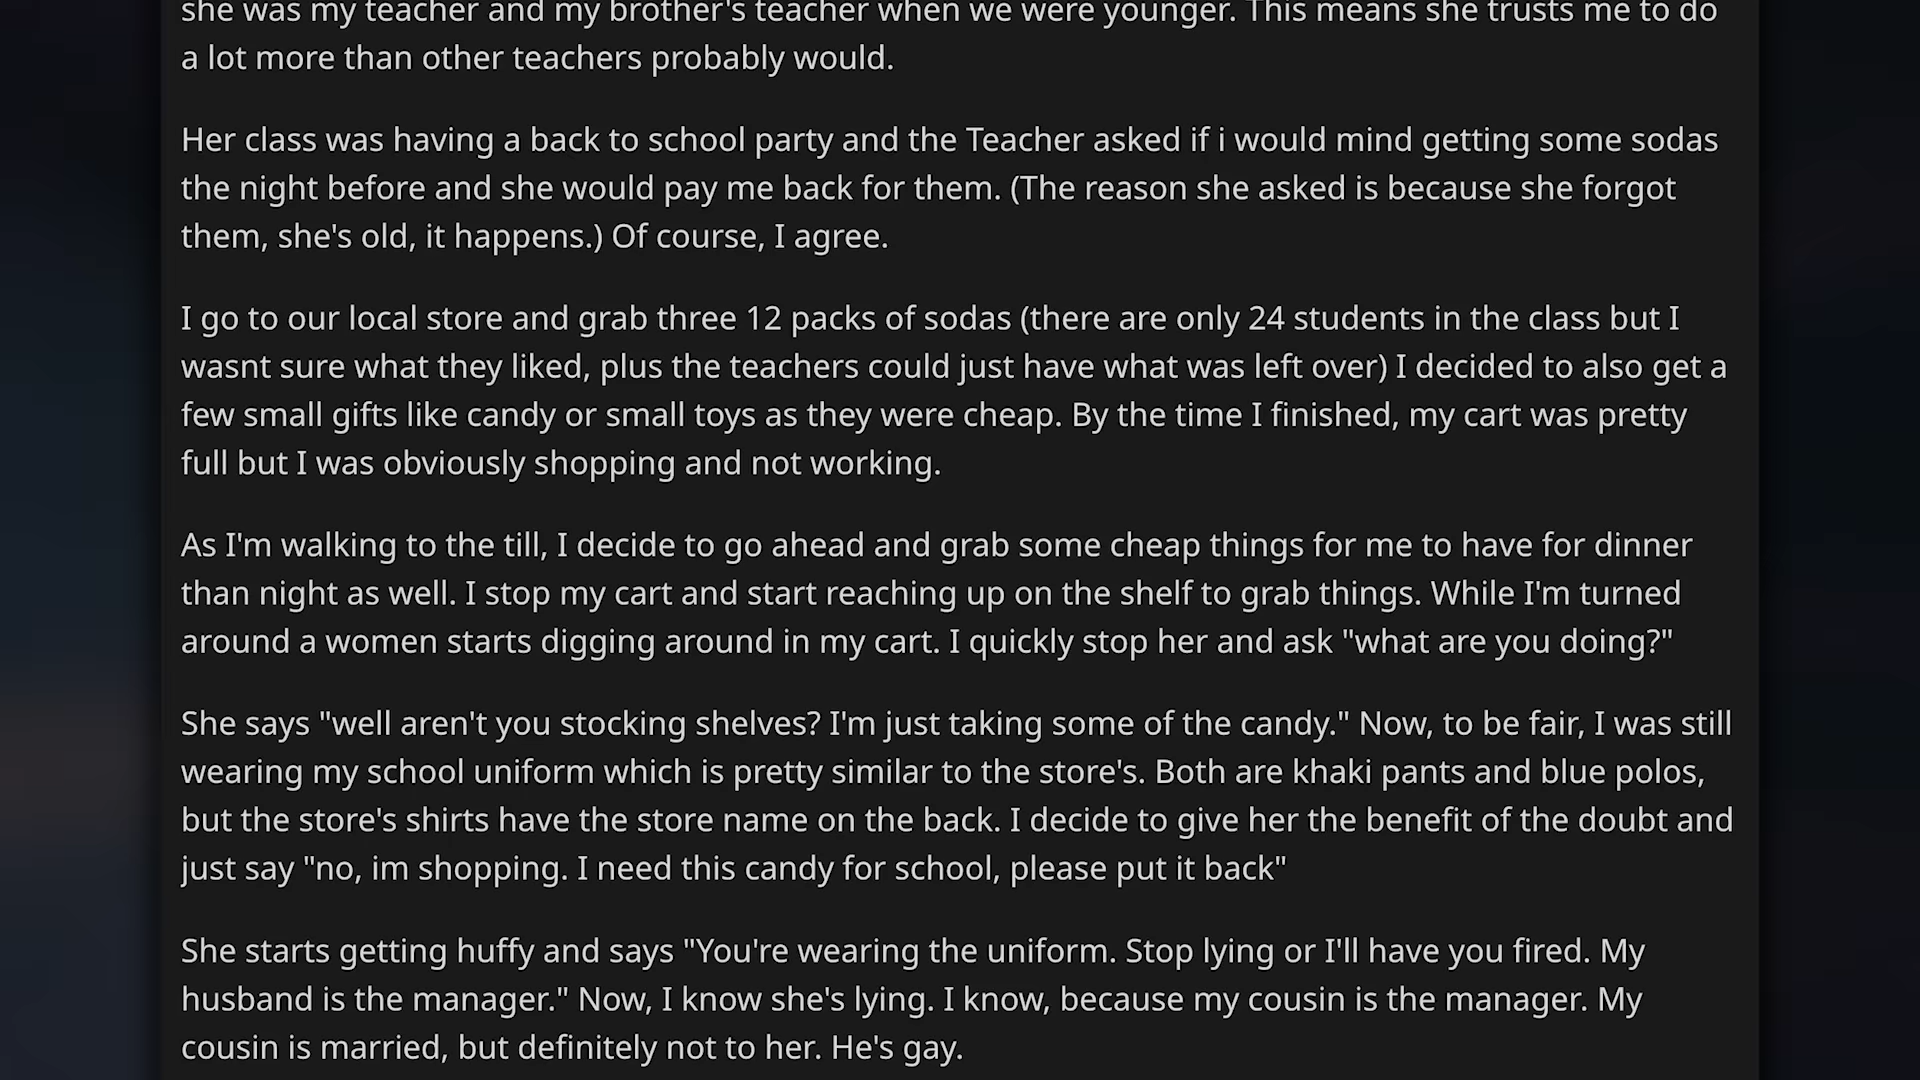 she was my teacher and my brother's teacher when we were younger. This means she trusts me to do
a lot more than other teachers probably would.
Her class was having a back to school party and the Teacher asked if i would mind getting some sodas
the night before and she would pay me back for them. (The reason she asked is because she forgot
them, she's old, it happens.) Of course, I agree.
I go to our local store and grab three 12 packs of sodas (there are only 24 students in the class but I
wasnt sure what they liked, plus the teachers could just have what was left over) I decided to also get a
few small gifts like candy or small toys as they were cheap. By the time I finished, my cart was pretty
full but I was obviously shopping and not working.
As I'm walking to the till, I decide to go ahead and grab some cheap things for me to have for dinner
than night as well. I stop my cart and start reaching up on the shelf to grab things. While I'm turned
around a women starts digging around in my cart. I quickly stop her and ask "what are you doing?"
She says "well aren't you stocking shelves? I'm just taking some of the candy." Now, to be fair, I was still
wearing my school uniform which is pretty similar to the store's. Both are khaki pants and blue polos,
but the store's shirts have the store name on the back. I decide to give her the benefit of the doubt and
just say "no, im shopping. I need this candy for school, please put it back"
She starts getting huffy and says "You're wearing the uniform. Stop lying or I'll have you fired. My
husband is the manager." Now, I know she's lying. I know, because my cousin is the manager. My
cousin is married, but definitely not to her. He's gay.